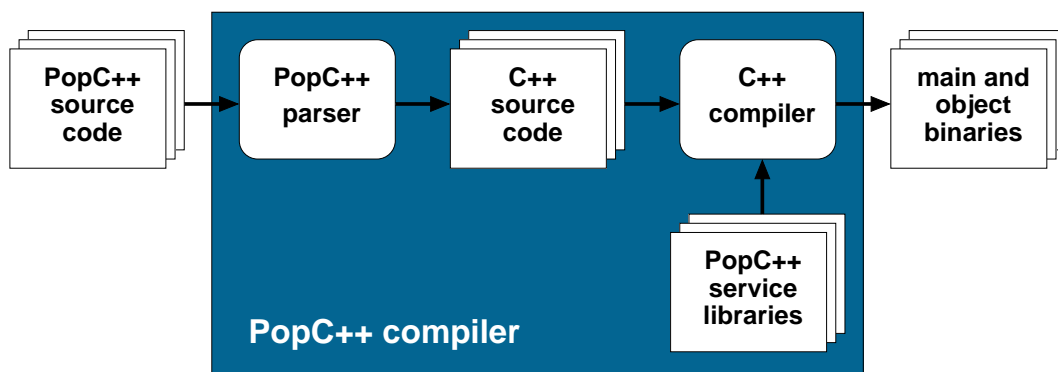 PopC++
source
code
PopC++
parser
C++
source
code
C++
compiler
main and
object
binaries
PopC++
service
libraries
PopC++ compiler